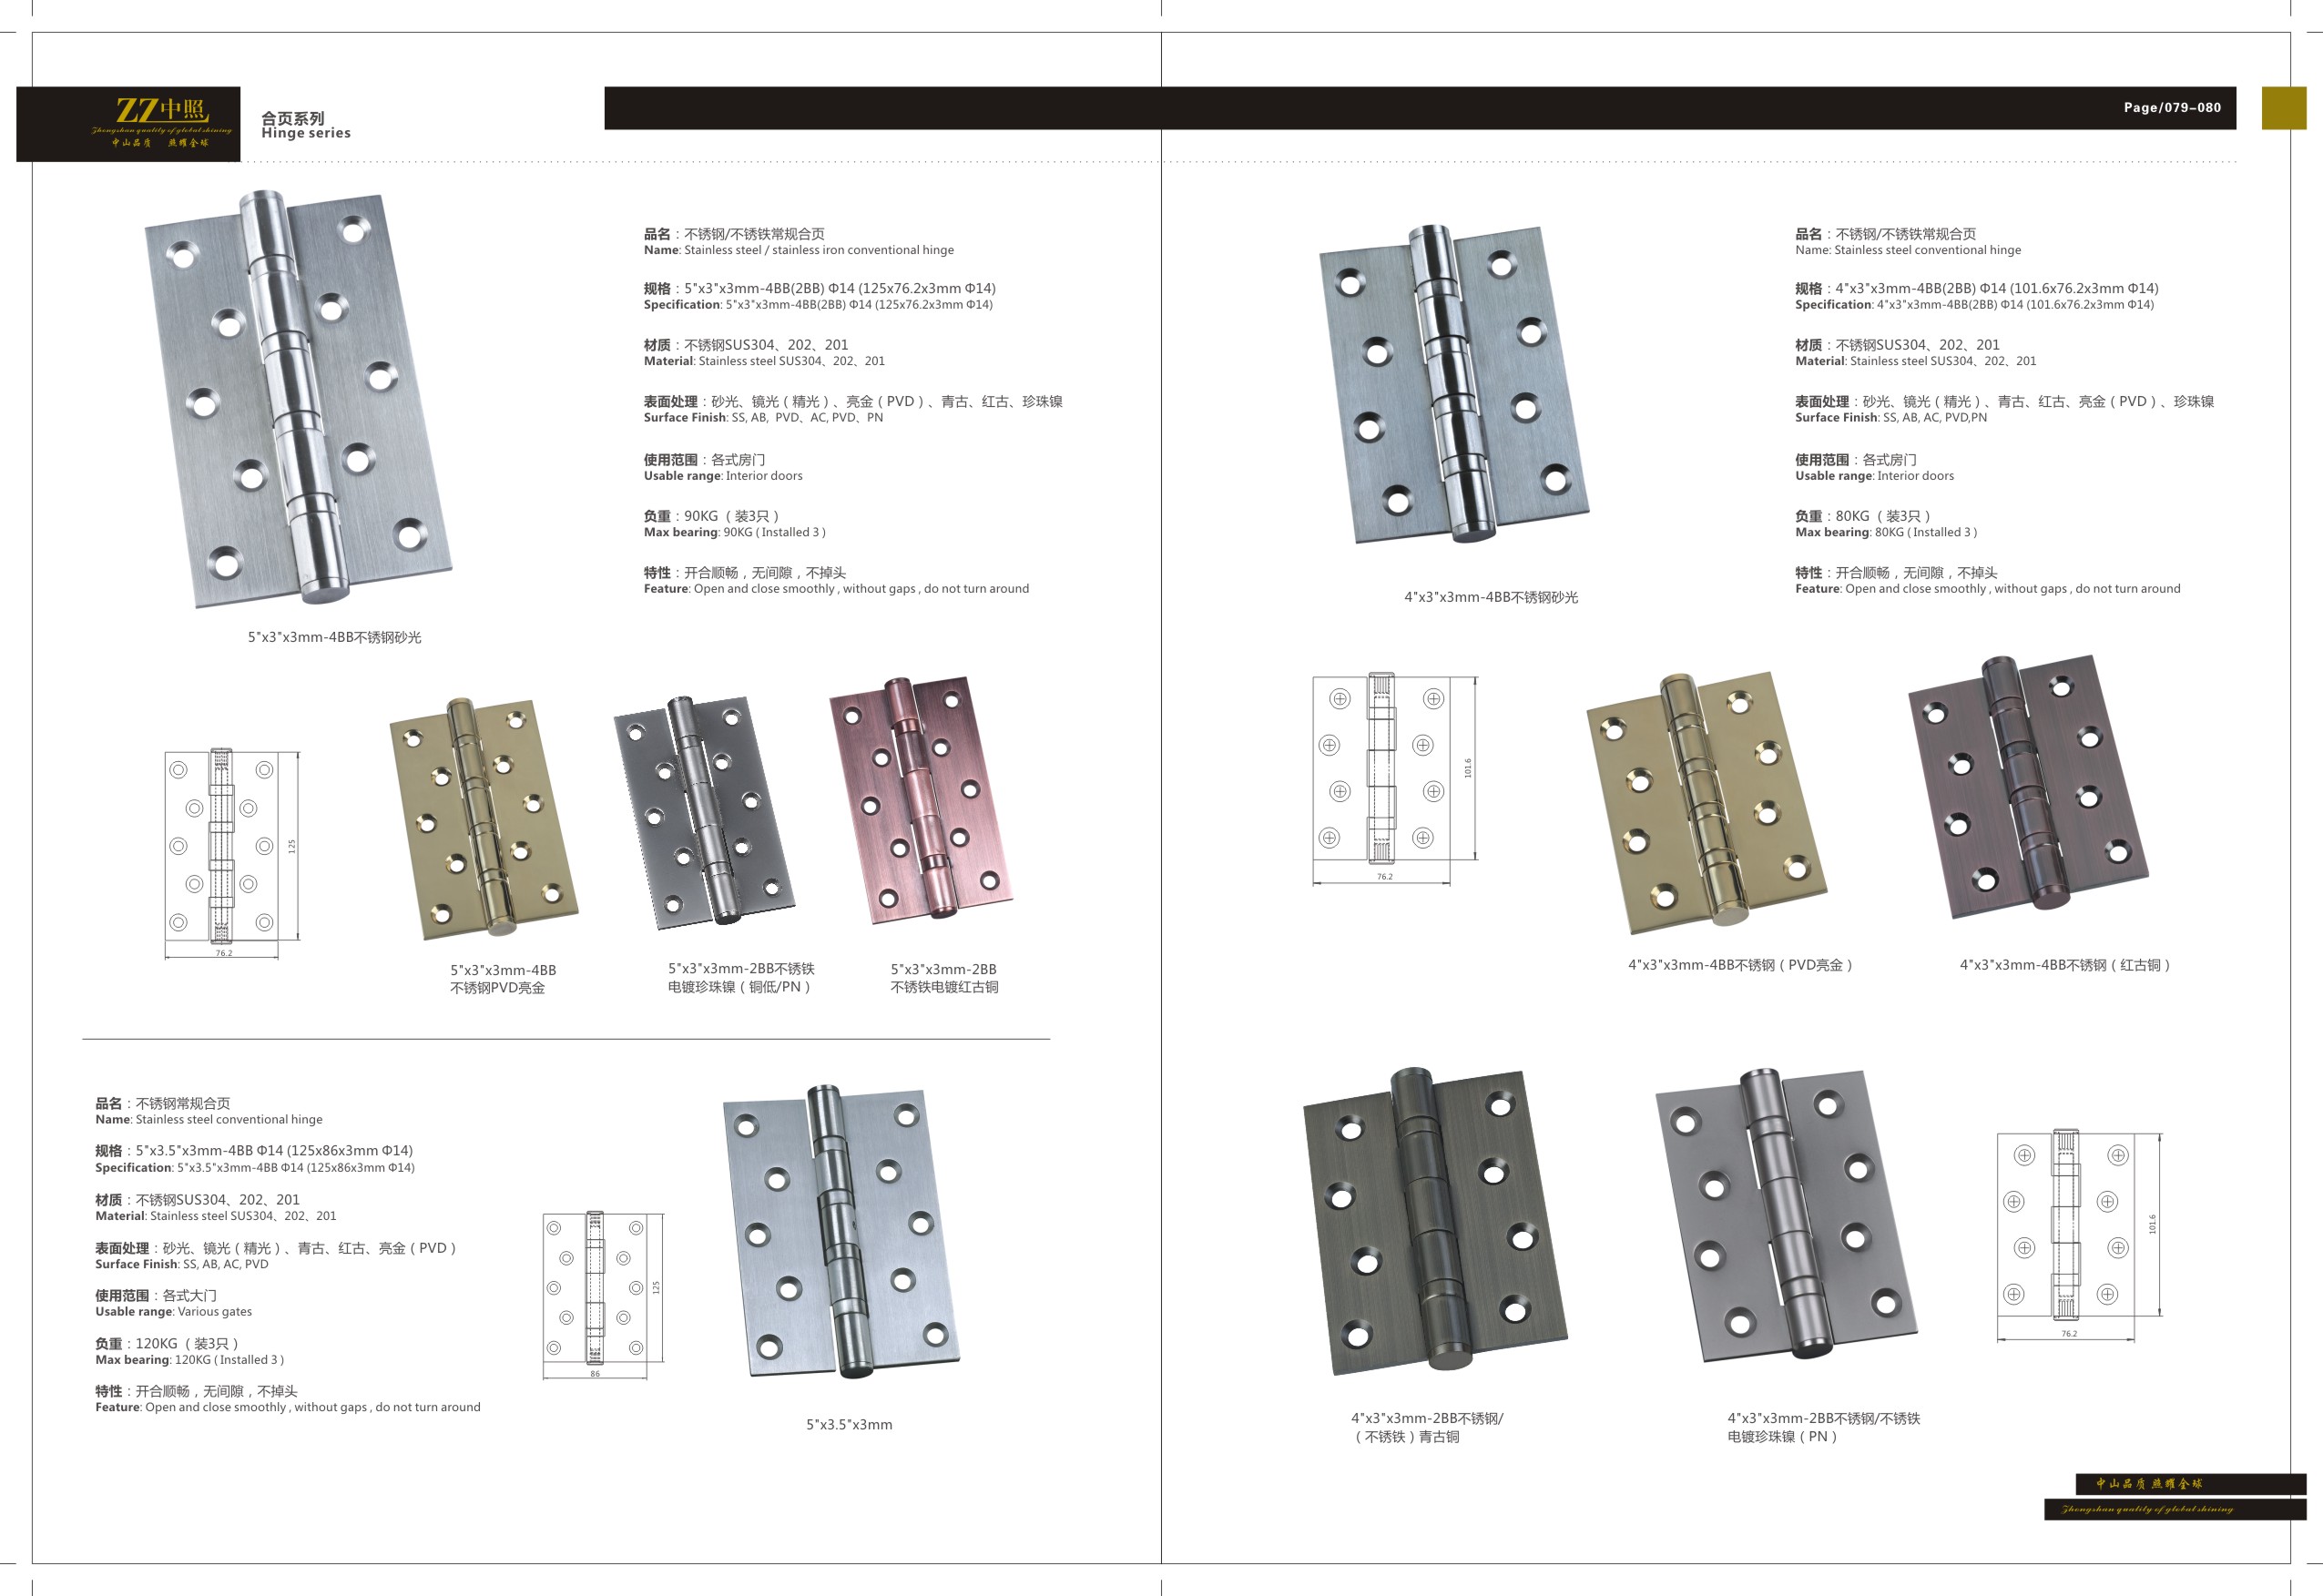 ZZ中照
Zhongshan quality of global shining
中山品质 照耀全球
合页系列
Hinge series
Page/079-080
品名：不锈钢/不锈铁常规合页
Name: Stainless steel / stainless iron conventional hinge
规格：5"x3"x3mm-4BB(2BB) Φ14 (125x76.2x3mm Φ14)
Specification: 5"x3"x3mm-4BB(2BB) Φ14 (125x76.2x3mm Φ14)
材质：不锈钢SUS304、202、201
Material: Stainless steel SUS304、202、201
表面处理：砂光、镜光（精光）、亮金（PVD）、青古、红古、珍珠镍
Surface Finish: SS, AB, PVD、AC, PVD、PN
使用范围：各式房门
Usable range: Interior doors
负重：90KG （装3只）
Max bearing: 90KG ( Installed 3 )
特性：开合顺畅，无间隙，不掉头
Feature: Open and close smoothly , without gaps , do not turn around
5"x3"x3mm-4BB不锈钢砂光
125
76.2
5"x3"x3mm-4BB
不锈钢PVD亮金
5"x3"x3mm-2BB不锈铁
电镀珍珠镍（铜低/PN）
5"x3"x3mm-2BB
不锈铁电镀红古铜
品名：不锈钢常规合页
Name: Stainless steel conventional hinge
规格：5"x3.5"x3mm-4BB Φ14 (125x86x3mm Φ14)
Specification: 5"x3.5"x3mm-4BB Φ14 (125x86x3mm Φ14)
材质：不锈钢SUS304、202、201
Material: Stainless steel SUS304、202、201
表面处理：砂光、镜光（精光）、青古、红古、亮金（PVD）
Surface Finish: SS, AB, AC, PVD
使用范围：各式大门
Usable range: Various gates
负重：120KG （装3只）
Max bearing: 120KG ( Installed 3 )
特性：开合顺畅，无间隙，不掉头
Feature: Open and close smoothly , without gaps , do not turn around
125
86
5"x3.5"x3mm
品名：不锈钢/不锈铁常规合页
Name: Stainless steel conventional hinge
规格：4"x3"x3mm-4BB(2BB) Φ14 (101.6x76.2x3mm Φ14)
Specification: 4"x3"x3mm-4BB(2BB) Φ14 (101.6x76.2x3mm Φ14)
材质：不锈钢SUS304、202、201
Material: Stainless steel SUS304、202、201
表面处理：砂光、镜光（精光）、青古、红古、亮金（PVD）、珍珠镍
Surface Finish: SS, AB, AC, PVD,PN
使用范围：各式房门
Usable range: Interior doors
负重：80KG （装3只）
Max bearing: 80KG ( Installed 3 )
特性：开合顺畅，无间隙，不掉头
Feature: Open and close smoothly , without gaps , do not turn around
4"x3"x3mm-4BB不锈钢砂光
101.6
76.2
4"x3"x3mm-4BB不锈钢（PVD亮金）
4"x3"x3mm-4BB不锈钢（红古铜）
4"x3"x3mm-2BB不锈钢/
（不锈铁）青古铜
4"x3"x3mm-2BB不锈钢/不锈铁
电镀珍珠镍（PN）
101.6
76.2
中山品质 照耀全球
Zhongshan quality of global shining